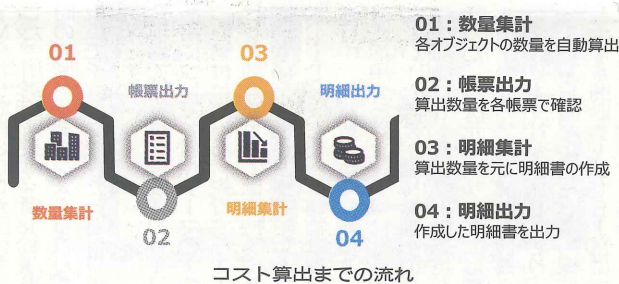 01
03
帳票出力
明細出力
数量集計
明細集計
02
04
01：数量集計
各オブジェクトの数量を自動算出
02：帳票出力
算出数量を各帳票で確認
03：明細集計
算出数量を元に明細書の作成
04：明細出力
作成した明細書を出力
コスト算出までの流れ